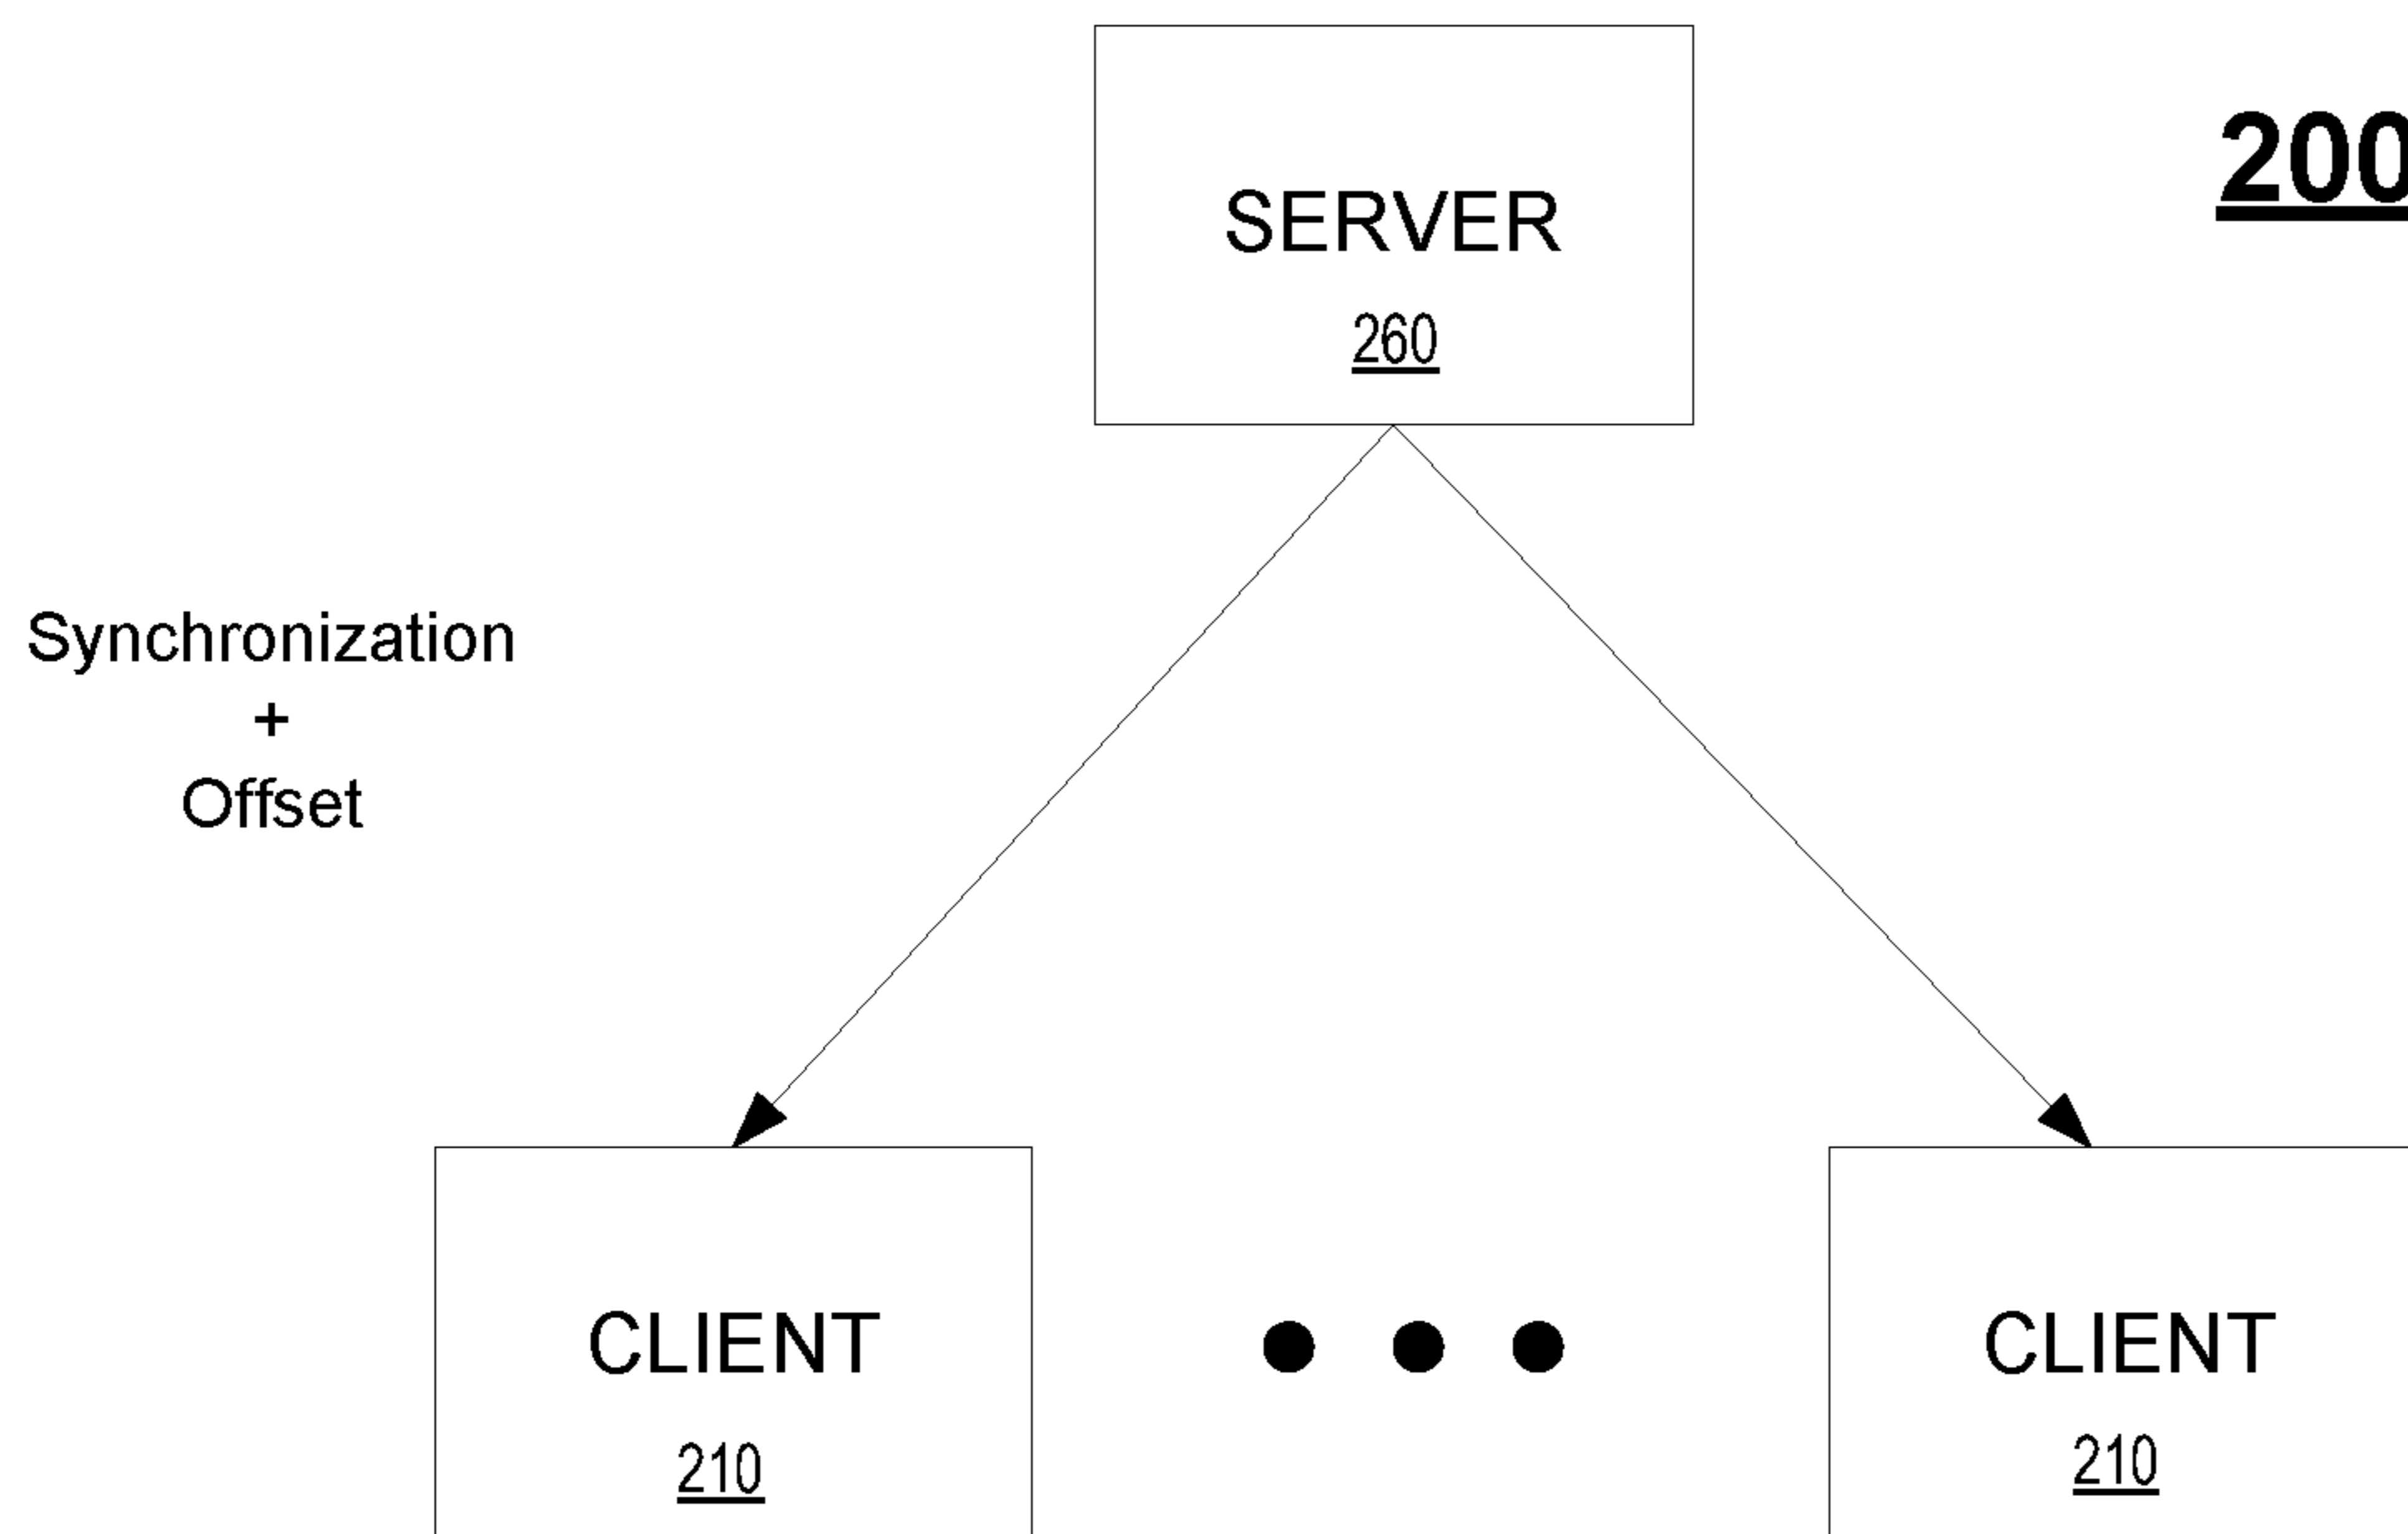 SERVER
260
200
Synchronization
+
Offset
CLIENT
210
CLIENT
210